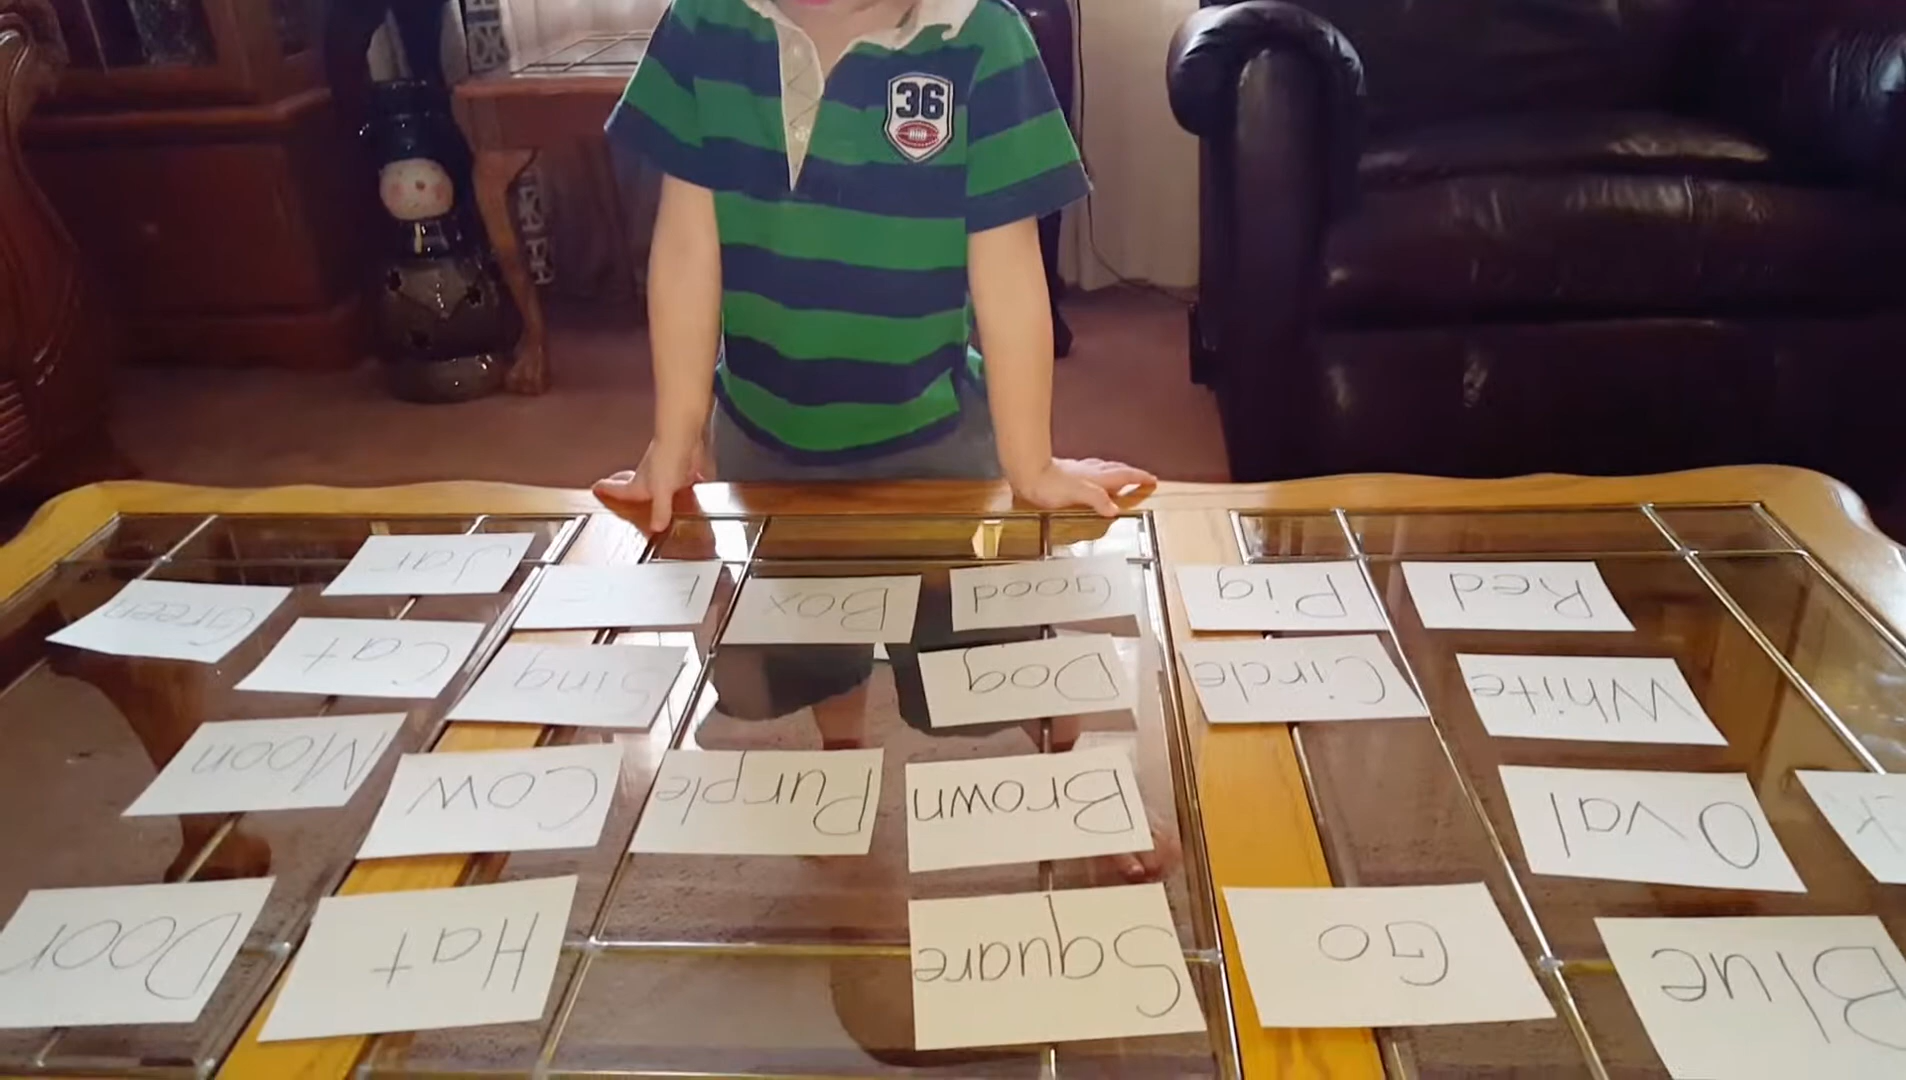 36
Jar
Box
Good
Pig
Red
Green
Cat
Sing
Dog
Circle
White
Moon
Cow
Purple
Brown
Oval
Door
Hat
Square
Go
Blue